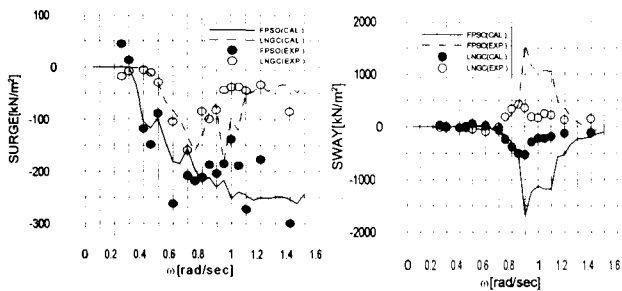 100
0
-100
-200
-300
SURGE[kN/m²]
FPSO(CAL)
LNGC(CAL)
FPSO(EXP)
LNGC(EXP)
0 0.2 0.4 0.6 0.8 1 1.2 1.4 1.6
ω[rad/sec]
2000
1000
0
-1000
-2000
SWAY[kN/m²]
FPSO(CAL)
FPSO(CAL)
LNGC(CAL)
LNGC(EXP)
0 0.2 0.4 0.6 0.8 1 1.2 1.4 1.6
ω[rad/sec]